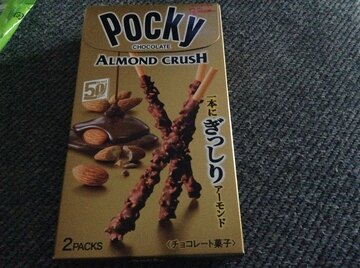 Pocky
CHOCOLATE
ALMOND CRUSH
50
一本に
ぎっしり
アーモンド
2 PACKS
〈チョコレート菓子〉